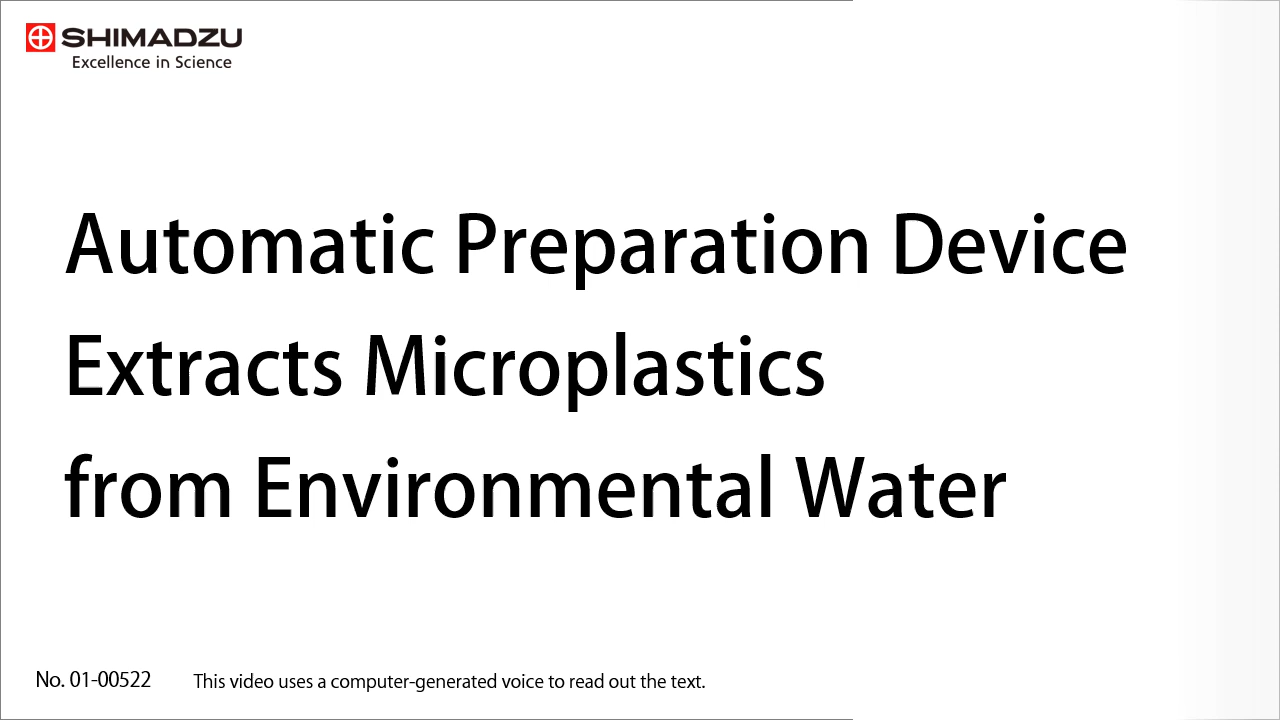 SHIMADZU
Excellence in Science
Automatic Preparation Device
Extracts Microplastics
from Environmental Water
No. 01-00522 This video uses a computer-generated voice to read out the text.